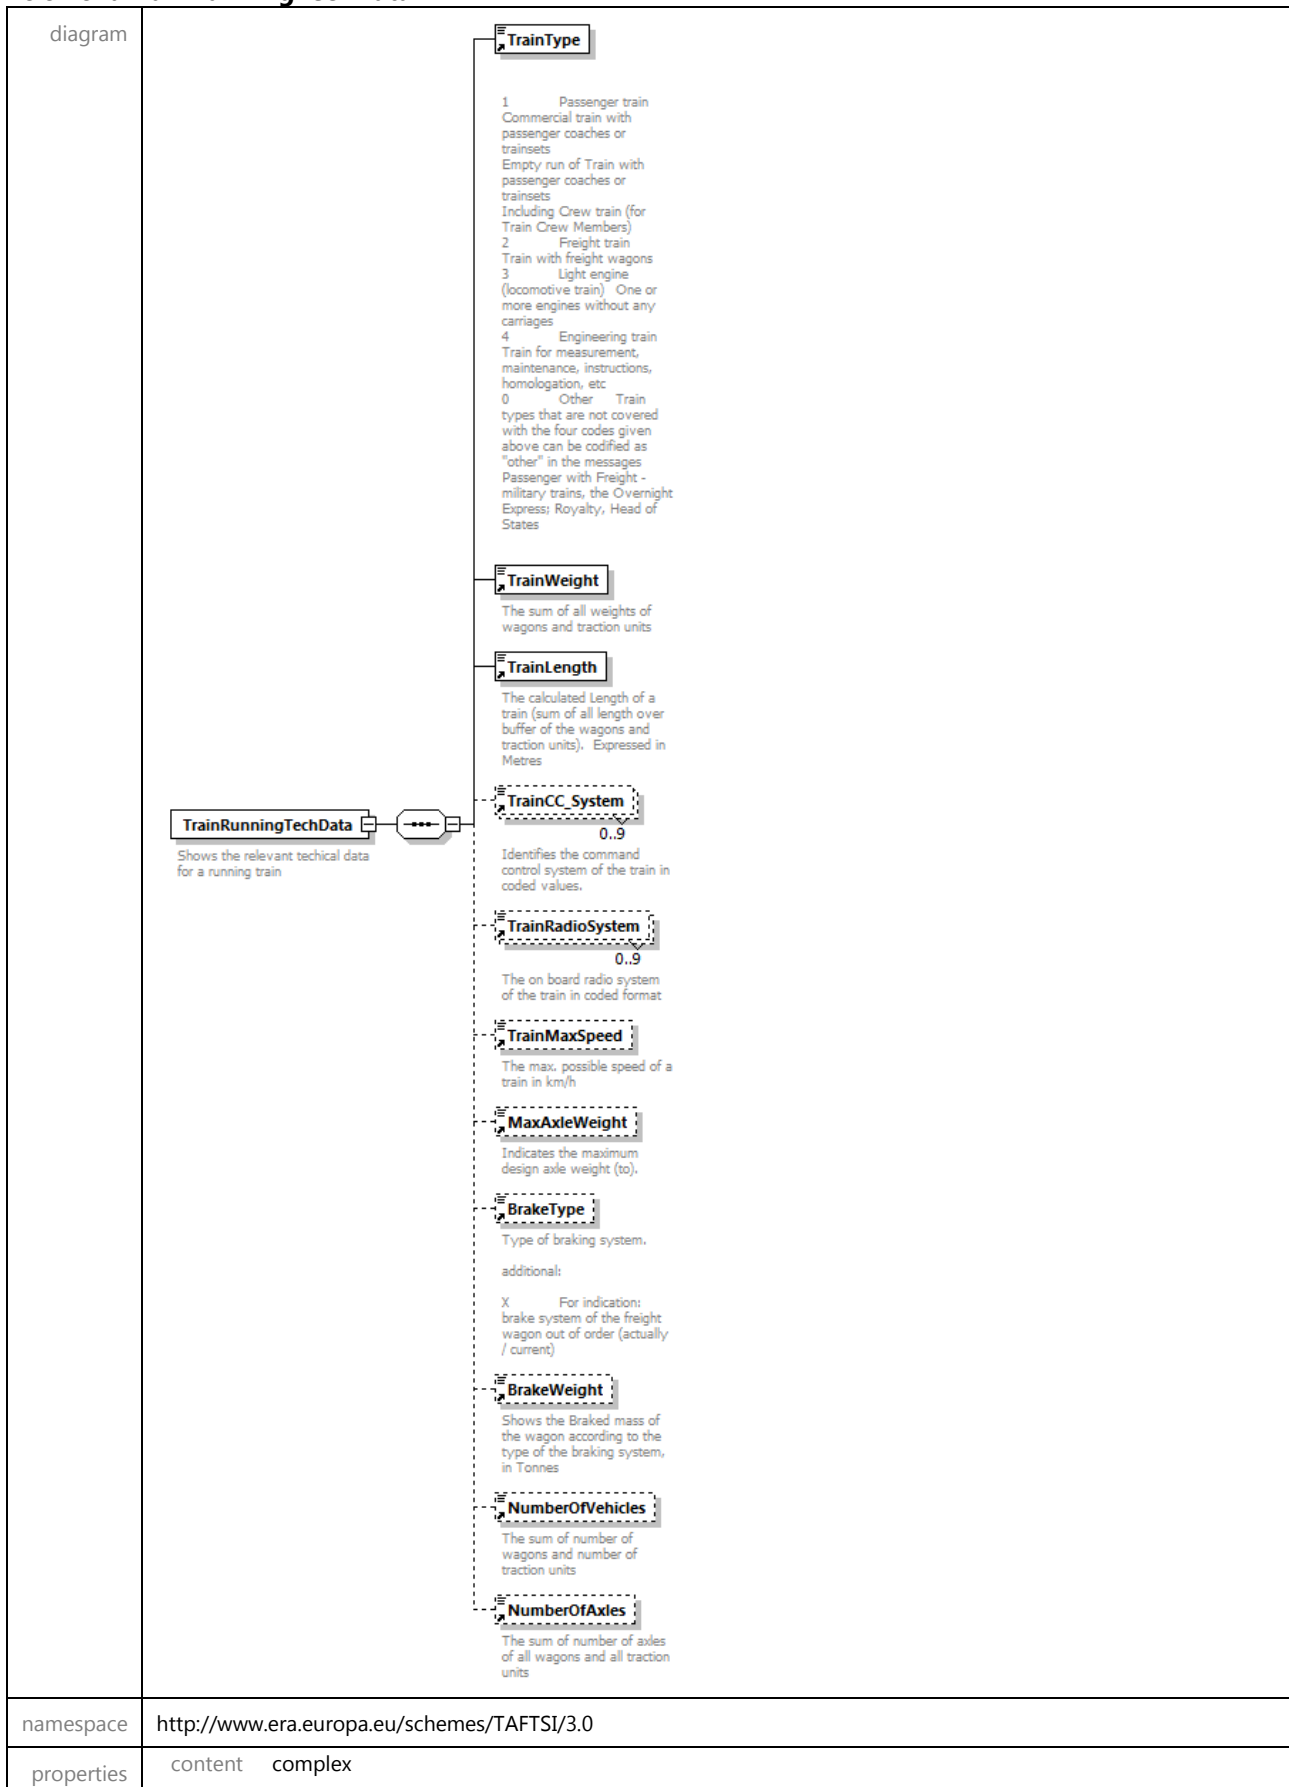 diagram
TrainType
1 Passenger train
Commercial train with
passenger coaches or
trainsets
Empty run of Train with
passenger coaches or
trainsets
Including Crew train (for
Train Crew Members)
2 Freight train
Train with freight wagons
3 Light engine
(locomotive train) One or
more engines without any
carriages
4 Engineering train
Train for measurement,
maintenance, instructions,
homologation, etc
0 Other Train
types that are not covered
with the four codes given
above can be codified as
"other" in the messages
Passenger with Freight -
military trains, the Overnight
Express; Royalty, Head of
States
TrainWeight
The sum of all weights of
wagons and traction units
TrainLength
The calculated Length of a
train (sum of all length over
buffer of the wagons and
traction units). Expressed in
Metres
TrainCC_System
0..9
Identifies the command
control system of the train in
coded values.
TrainRunningTechData
Shows the relevant techical data
for a running train
TrainRadioSystem
0..9
The on board radio system
of the train in coded format
TrainMaxSpeed
The max. possible speed of a
train in km/h
MaxAxleWeight
Indicates the maximum
design axle weight (to).
BrakeType
Type of braking system.
additional:
X For indication:
brake system of the freight
wagon out of order (actually
/ current)
BrakeWeight
Shows the Braked mass of
the wagon according to the
type of the braking system,
in Tonnes
NumberOfVehicles
The sum of number of
wagons and number of
traction units
NumberOfAxles
The sum of number of axles
of all wagons and all traction
units
namespace http://www.era.europa.eu/schemes/TAFTSI/3.0
properties content complex